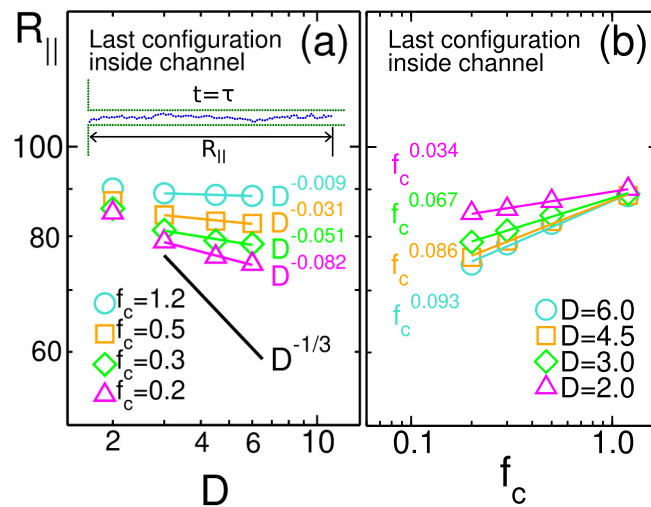 R||
Last configuration
inside channel
(a)
t=τ
R||
100
80
60
D^-0.009
D^-0.031
D^-0.051
D^-0.082
f_c=1.2
f_c=0.5
f_c=0.3
f_c=0.2
D^-1/3
2
4
6
10
D
Last configuration
inside channel
(b)
f_c^0.034
f_c^0.067
f_c^0.086
f_c^0.093
D=6.0
D=4.5
D=3.0
D=2.0
0.1
1.0
f_c